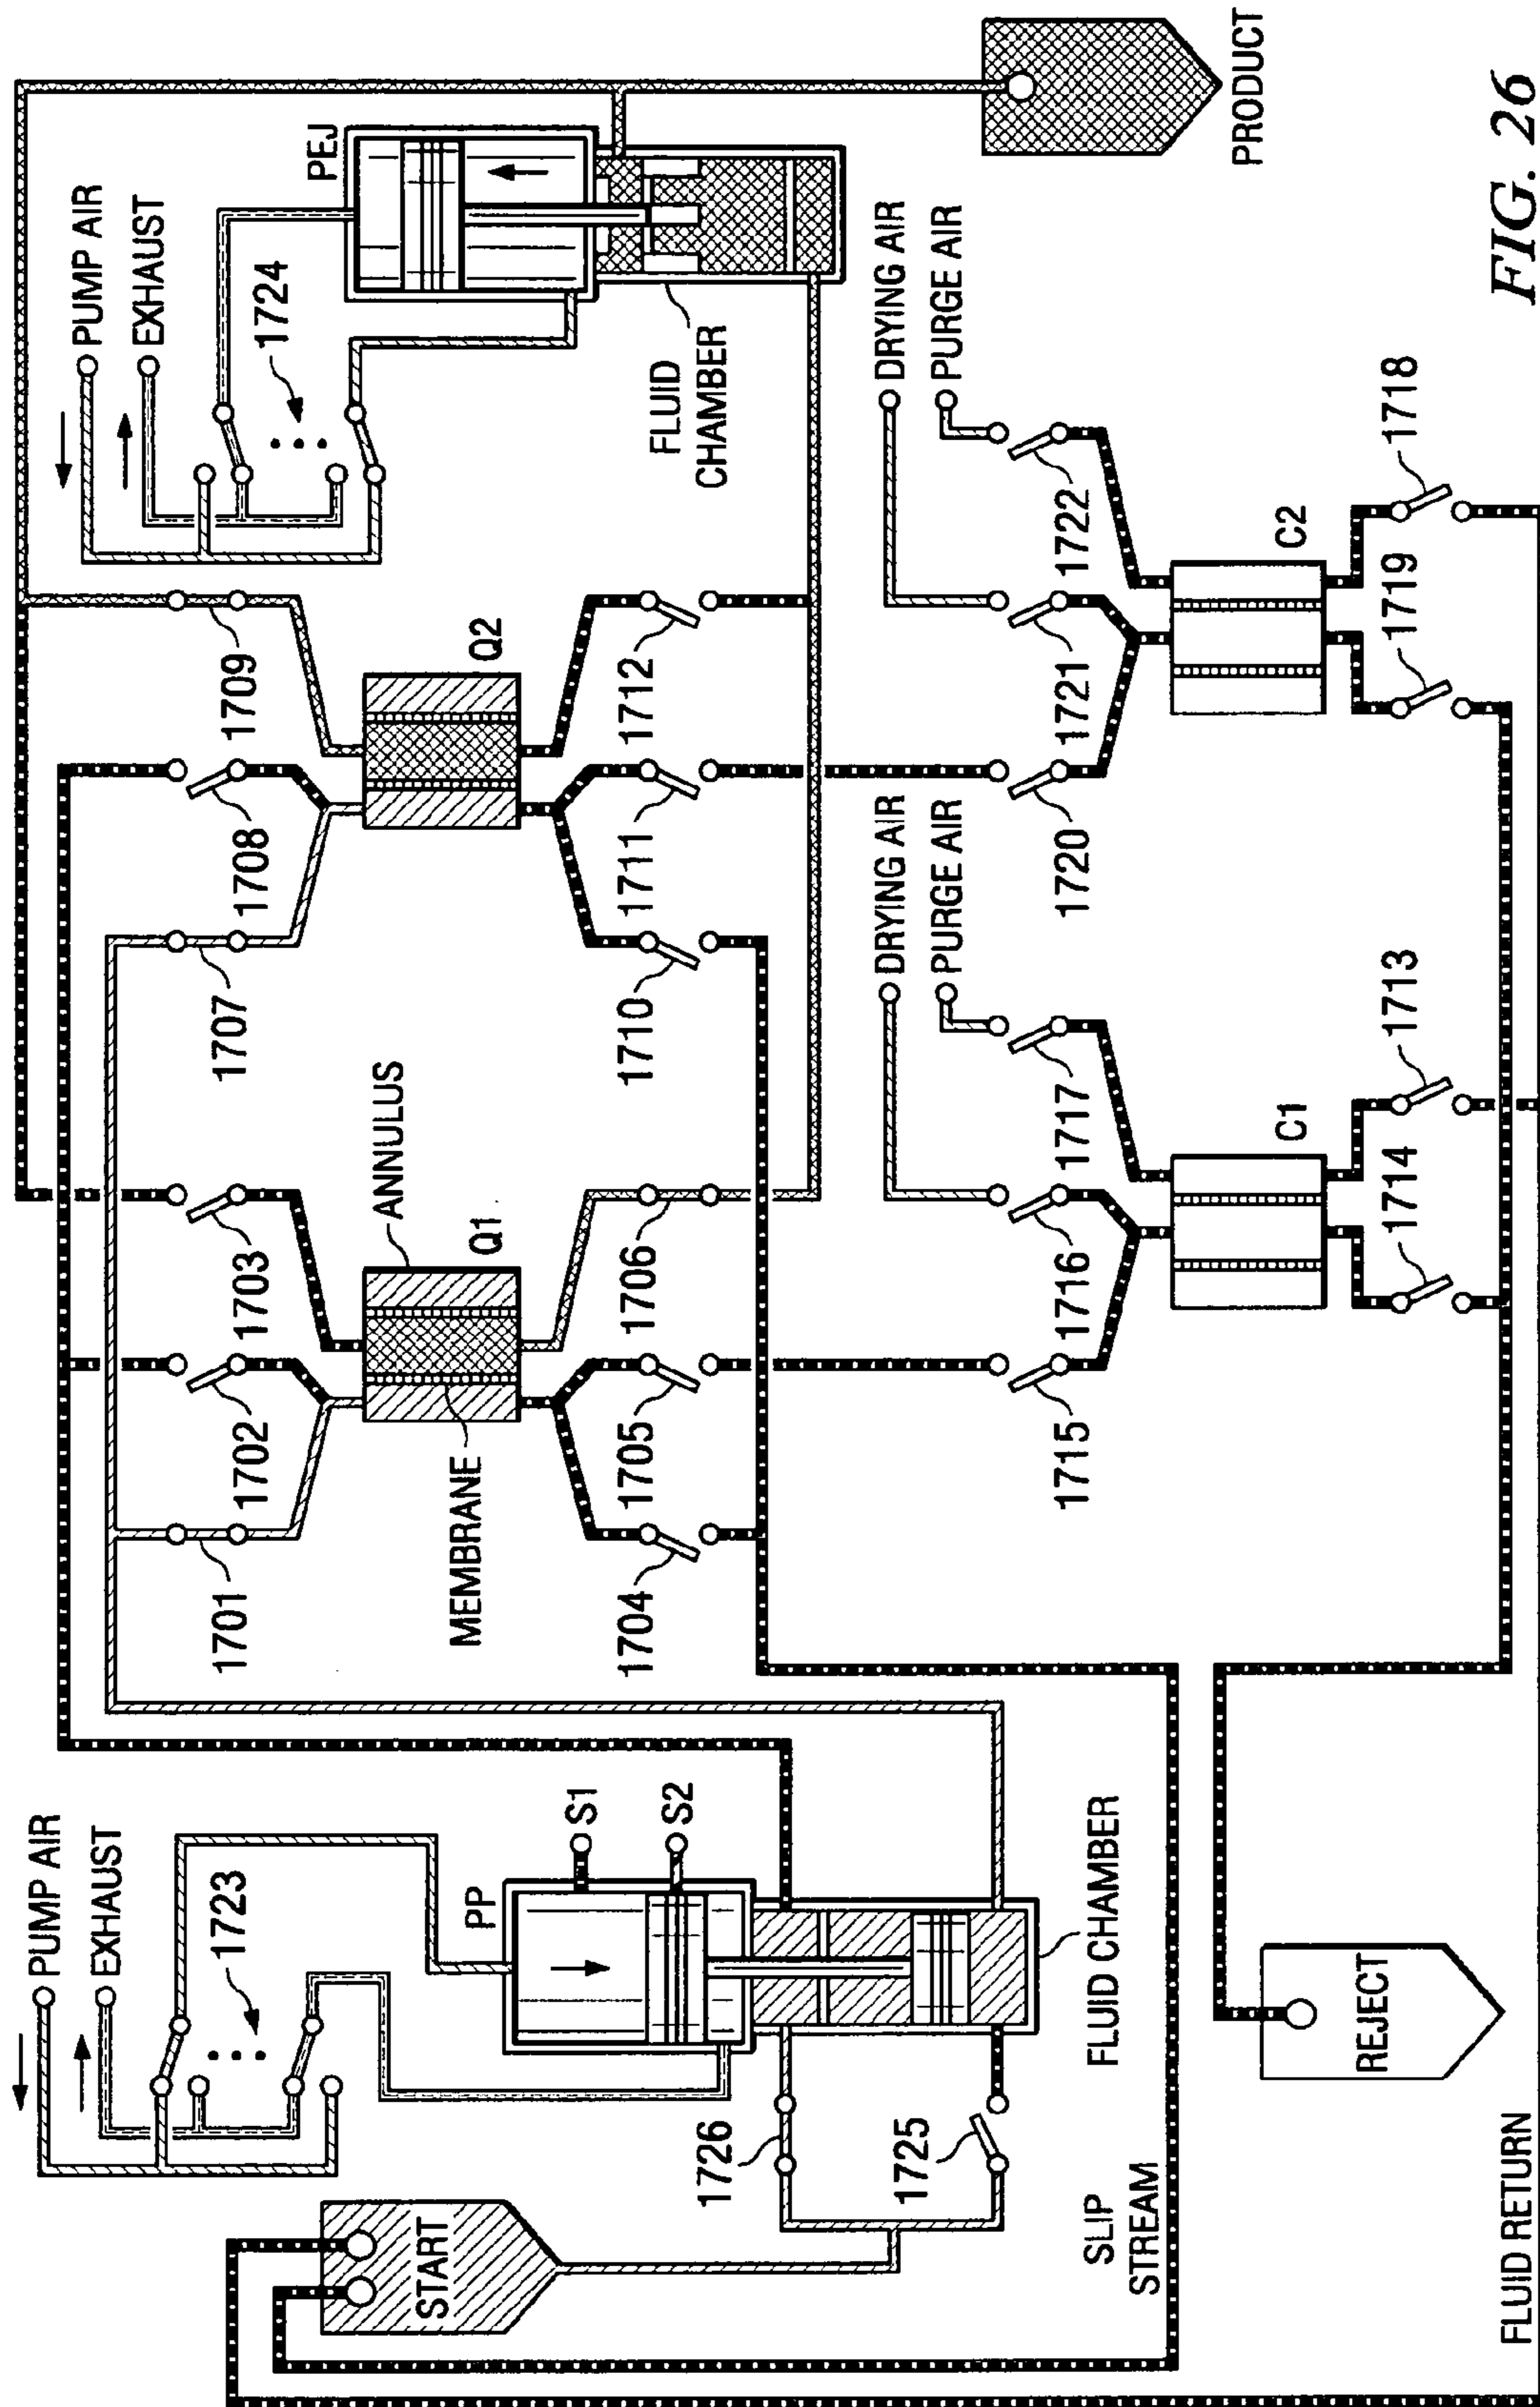 PUMP AIR
EXHAUST
1723
START
PP
S1
S2
1726
1725
SLIP
STREAM
FLUID CHAMBER
FLUID RETURN
REJECT
1701
1702
1703
MEMBRANE
ANNULUS
Q1
1704
1705
1706
1707
1708
1709
Q2
1710
1711
1712
PUMP AIR
EXHAUST
1724
PEJ
FLUID
CHAMBER
DRYING AIR
PURGE AIR
1715
1716
1717
C1
1714
1713
DRYING AIR
PURGE AIR
1720
1721
1722
C2
1719
1718
PRODUCT
FIG. 26